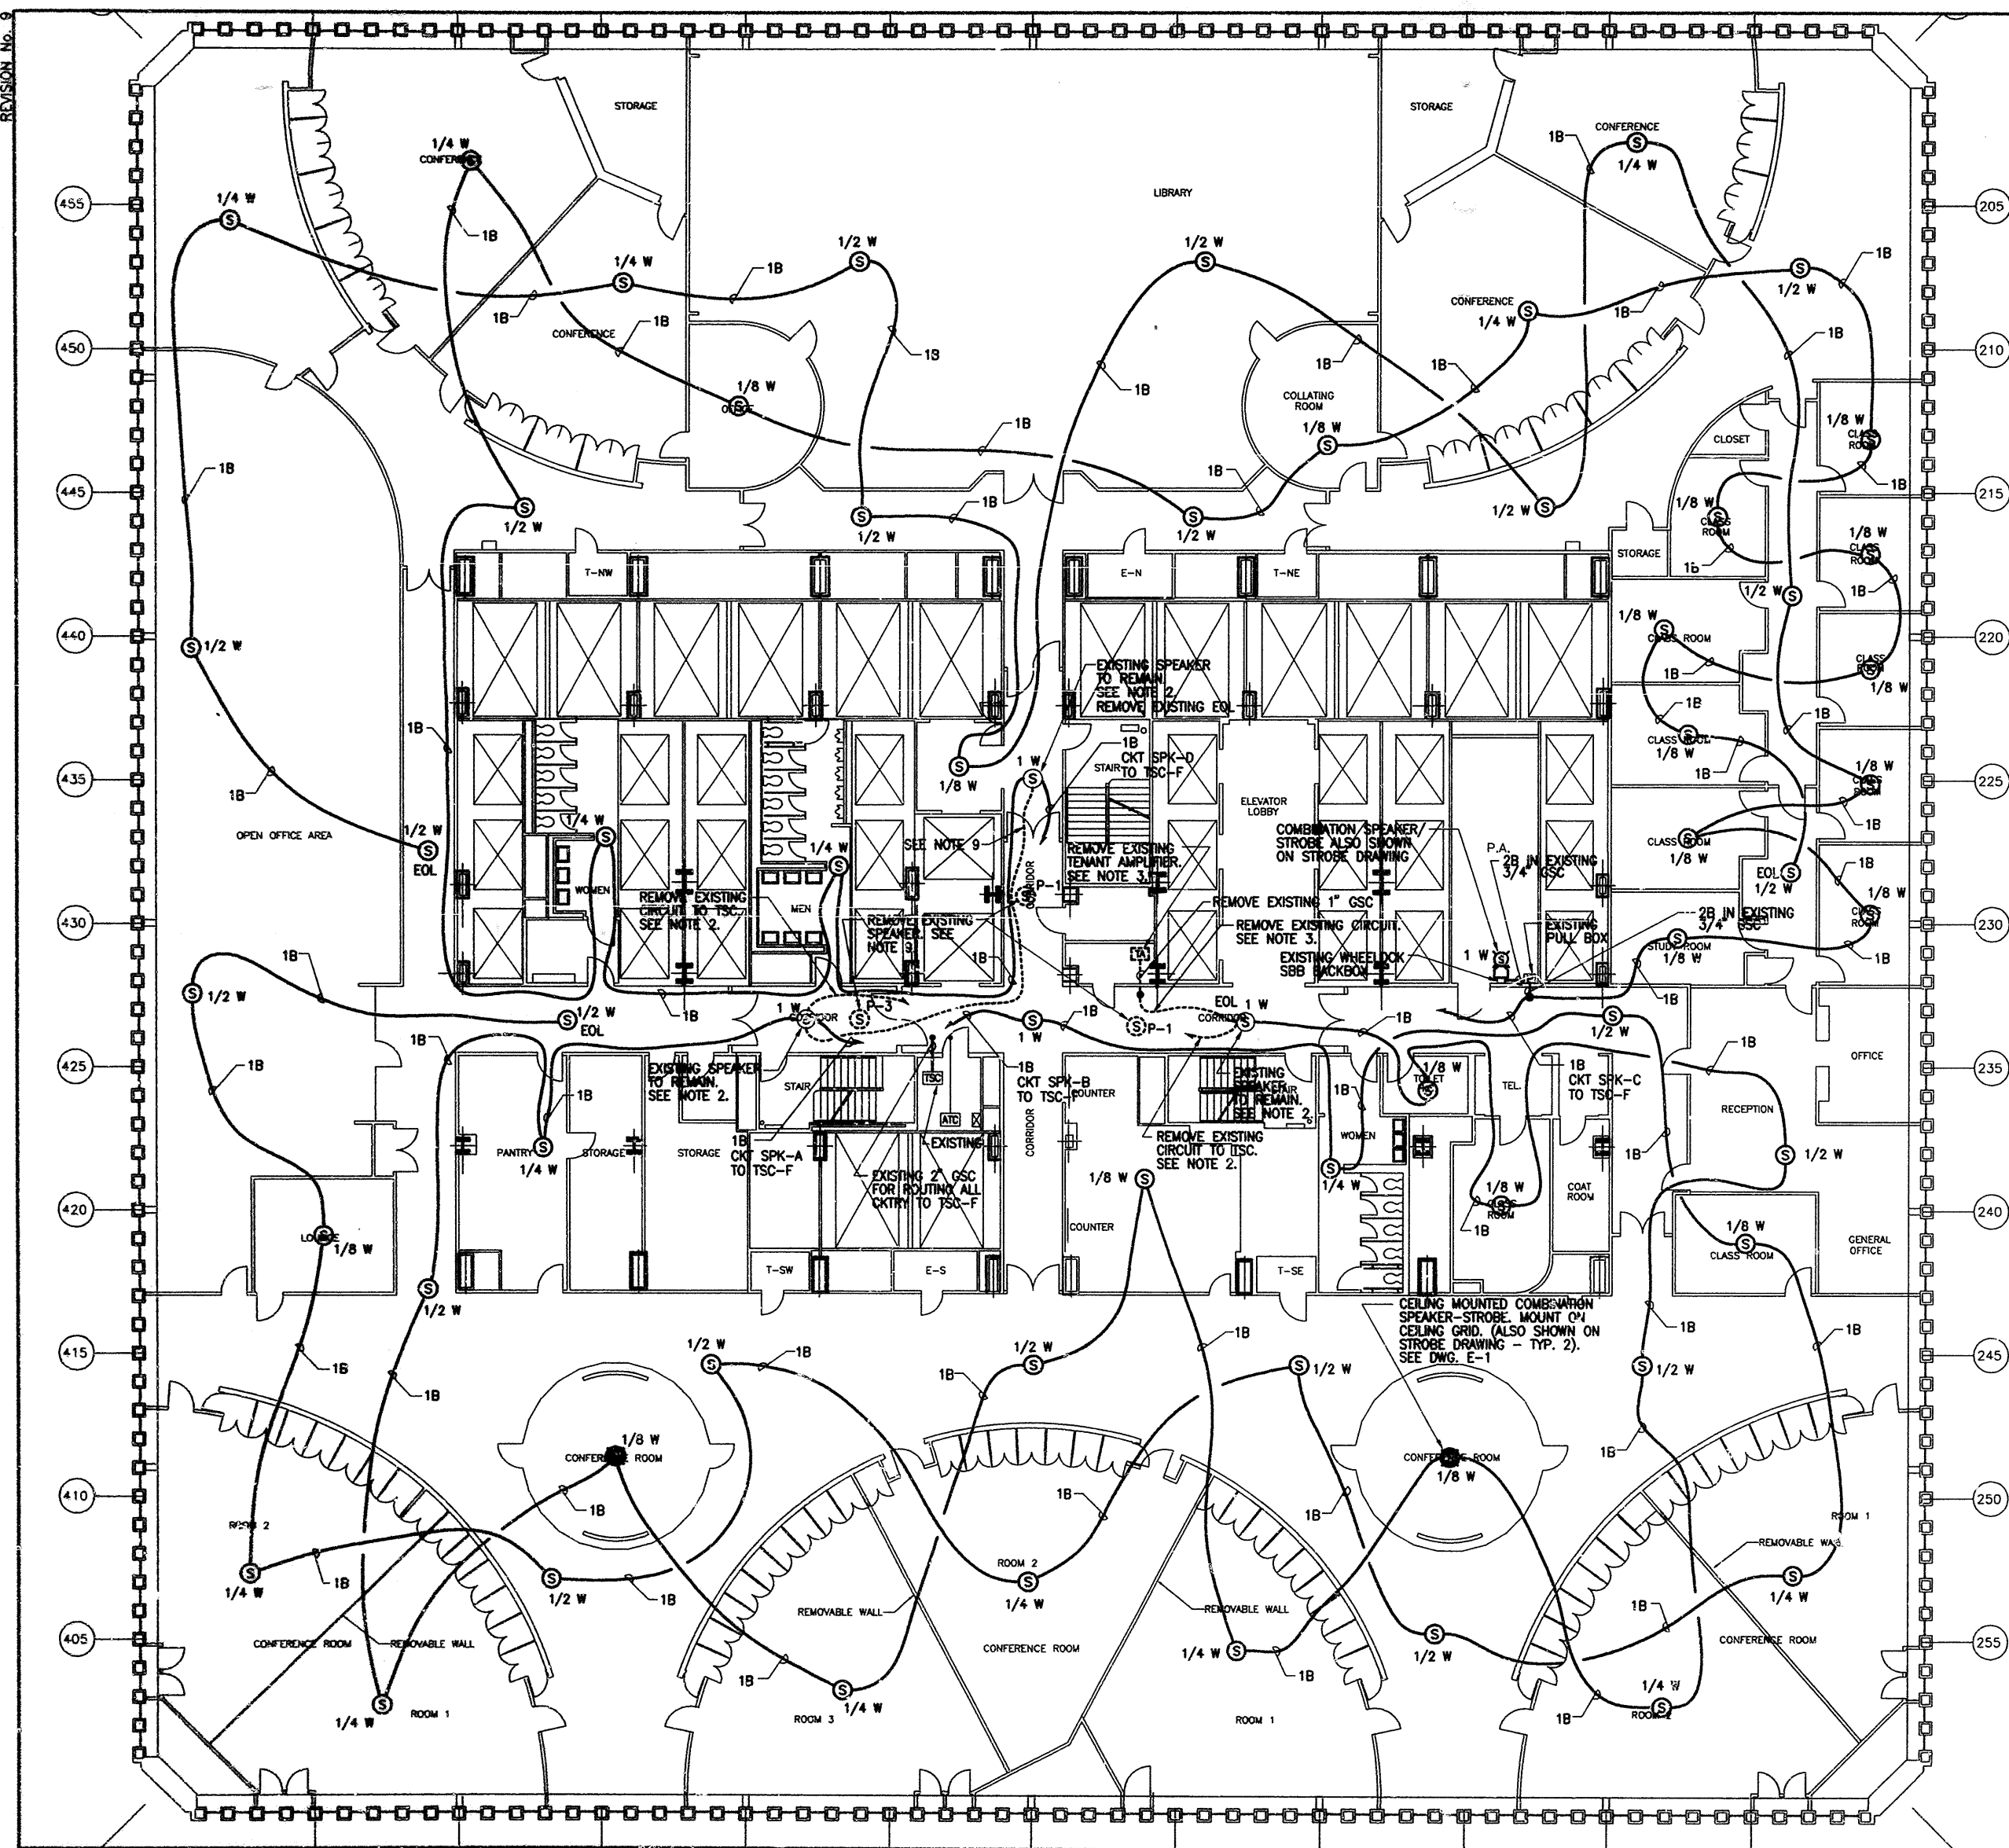 REVISION No. 9
STORAGE
STORAGE
CONFERENCE
1/4 W
1/4 W
CONFERENCE
1B
LIBRARY
455
205
1/4 W
1B
1/2 W
1/2 W
1/4 W
1B
1B
1/2 W
CONFERENCE
1/4 W
1B
1B
1B
CONFERENCE
1B
1B
450
210
1B
1B
1B
1B
1/8 W
OFFICE
COLLATING
ROOM
1/8 W
1B
1/8 W
CLASS
ROOM
CLOSET
1B
1B
1B
445
215
1/2 W
1/2 W
1B
1/2 W
1/2 W
1/8 W
CLASS
ROOM
STORAGE
1/8 W
CLASS
ROOM
1B
T-NW
E-N
T-NE
1/2 W
1B
440
220
1/2 W
1/8 W
CLASS ROOM
1B
CLASS
ROOM
1/8 W
EXISTING SPEAKER
TO REMAIN.
SEE NOTE 2.
REMOVE EXISTING EOL
1B
1B
CLASS ROOM
1/8 W
1B
1B
435
225
1B
1 W
1/8 W
1B
CKT SPK-D
TO TSC-F
STAIR
ELEVATOR
LOBBY
1/8 W
CLASS
ROOM
OPEN OFFICE AREA
1/2 W
EOL
1/4 W
1/4 W
SEE NOTE 9
REMOVE EXISTING
TENANT AMPLIFIER.
SEE NOTE 3.
COMBINATION SPEAKER/
STROBE ALSO SHOWN
ON STROBE DRAWING
P.A.
2B IN EXISTING
3/4" GSC
CLASS ROOM
1/8 W
1B
EOL
1/2 W
1B
WOMEN
MEN
REMOVE EXISTING
CIRCUIT TO TSC.
SEE NOTE 2.
REMOVE EXISTING
SPEAKER. SEE
NOTE 9.
CORRIDOR
P-1
REMOVE EXISTING 1" GSC
REMOVE EXISTING CIRCUIT.
SEE NOTE 3.
EXISTING WHEELOCK
SBB BACKBOX
1 W
EXISTING
PULL BOX
2B IN EXISTING
3/4" GSC
1/8 W
CLASS
ROOM
STUDY ROOM
1/8 W
1B
430
230
1B
1B
TA
1B
1/2 W
1/2 W
EOL
1B
1 W
CORRIDOR
P-3
1 W
1B
P-1
EOL 1 W
CORRIDOR
1B
1/2 W
425
235
1B
1B
EXISTING SPEAKER
TO REMAIN.
SEE NOTE 2.
STAIR
TSC
1B
CKT SPK-B
TO TSC-F
COUNTER
EXISTING
SPEAKER
TO REMAIN.
SEE NOTE 2.
STAIR
1B
1/8 W
TOILET
TEL.
1B
CKT SPK-C
TO TSC-F
1B
OFFICE
RECEPTION
1B
ATC
EXISTING
CORRIDOR
REMOVE EXISTING
CIRCUIT TO TSC.
SEE NOTE 2.
WOMEN
1B
1/2 W
PANTRY
1/4 W
STORAGE
STORAGE
1B
CKT SPK-A
TO TSC-F
EXISTING 2" GSC
FOR ROUTING ALL
CKTRY TO TSC-F
1/8 W
1/4 W
1/8 W
CLASS
ROOM
1B
COAT
ROOM
420
240
LOUNGE
1/8 W
COUNTER
1/8 W
CLASS ROOM
GENERAL
OFFICE
T-SW
E-S
T-SE
1/2 W
CEILING MOUNTED COMBINATION
SPEAKER-STROBE. MOUNT ON
CEILING GRID. (ALSO SHOWN ON
STROBE DRAWING - TYP. 2).
SEE DWG. E-1
1B
1B
415
245
1B
1B
1/2 W
1B
1/2 W
1B
1B
1/2 W
1/2 W
1/8 W
CONFERENCE ROOM
CONFERENCE ROOM
1/8 W
1B
410
250
1B
1B
1B
ROOM 2
ROOM 1
1/4 W
1B
1/2 W
1B
ROOM 2
1/4 W
REMOVABLE WALL
1/4 W
1B
405
255
CONFERENCE ROOM
REMOVABLE WALL
REMOVABLE WALL
CONFERENCE ROOM
REMOVABLE WALL
1/4 W
1B
1/2 W
CONFERENCE ROOM
1B
1/4 W
1/4 W
ROOM 1
ROOM 3
1/4 W
ROOM 1
1B
ROOM 2